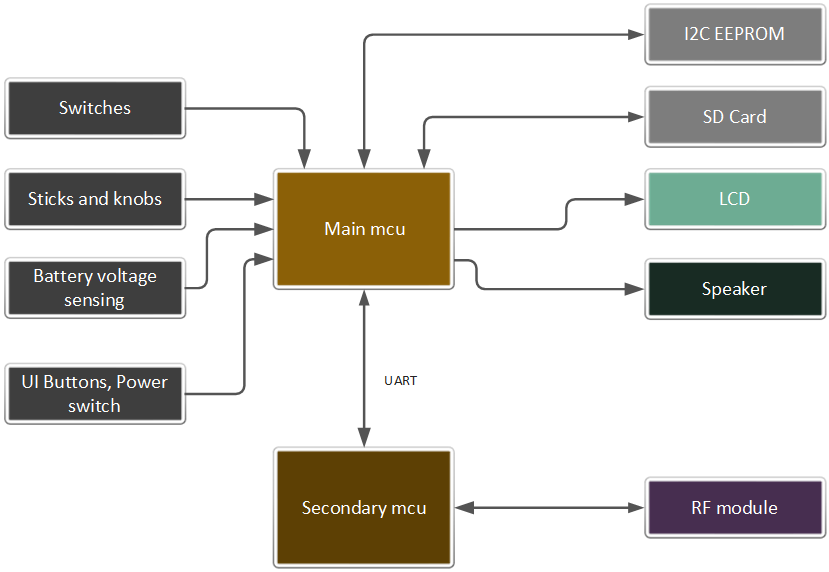 I2C EEPROM
Switches
SD Card
Sticks and knobs
Main mcu
LCD
Battery voltage
sensing
Speaker
UI Buttons, Power
switch
UART
Secondary mcu
RF module